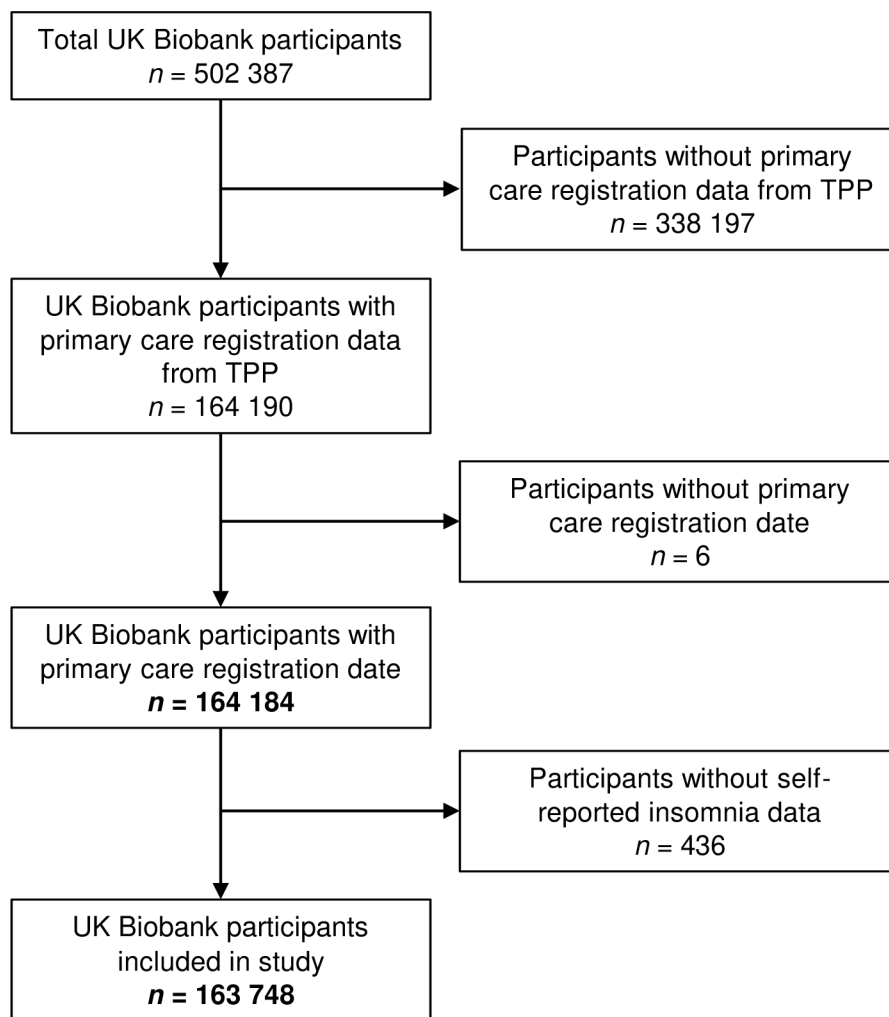 Total UK Biobank participants
n = 502 387
Participants without primary
care registration data from TPP
n = 338 197
UK Biobank participants with
primary care registration data
from TPP
n = 164 190
Participants without primary
care registration date
n = 6
UK Biobank participants with
primary care registration date
n = 164 184
Participants without self-
reported insomnia data
n = 436
UK Biobank participants
included in study
n = 163 748